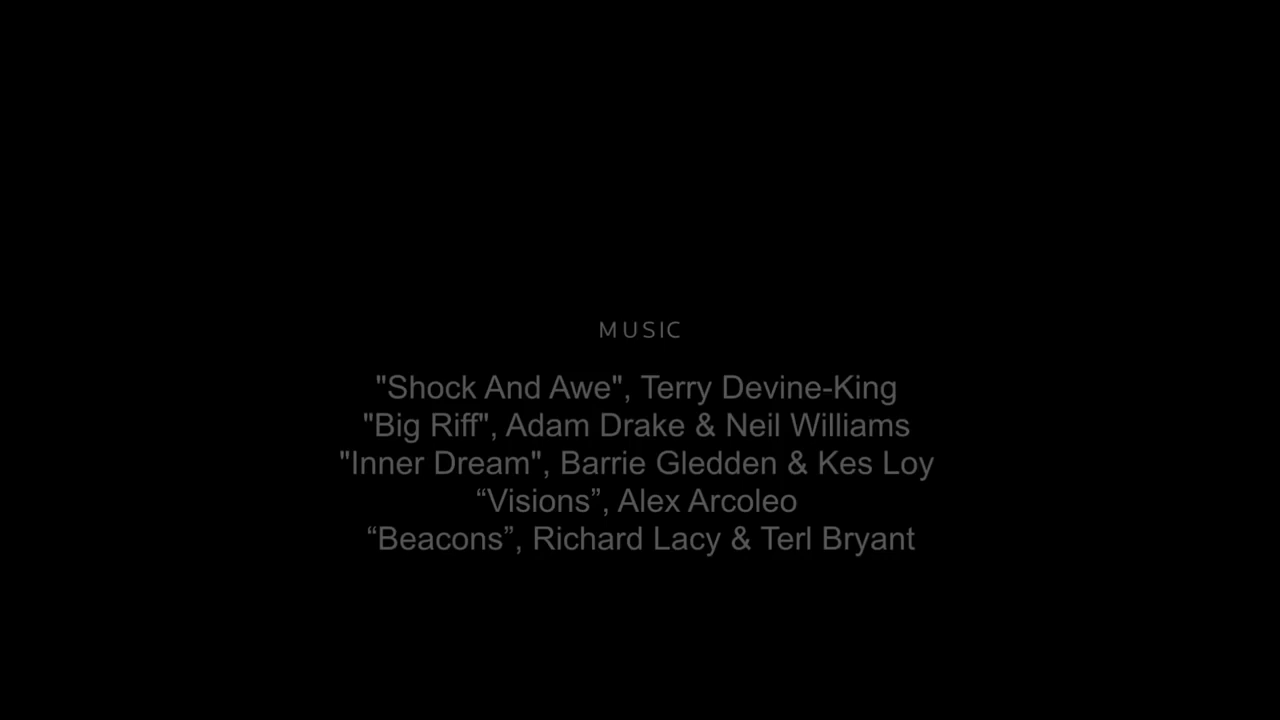 MUSIC
"Shock And Awe", Terry Devine-King
"Big Riff", Adam Drake & Neil Williams
"Inner Dream", Barrie Gledden & Kes Loy
“Visions”, Alex Arcoleo
“Beacons”, Richard Lacy & Terl Bryant